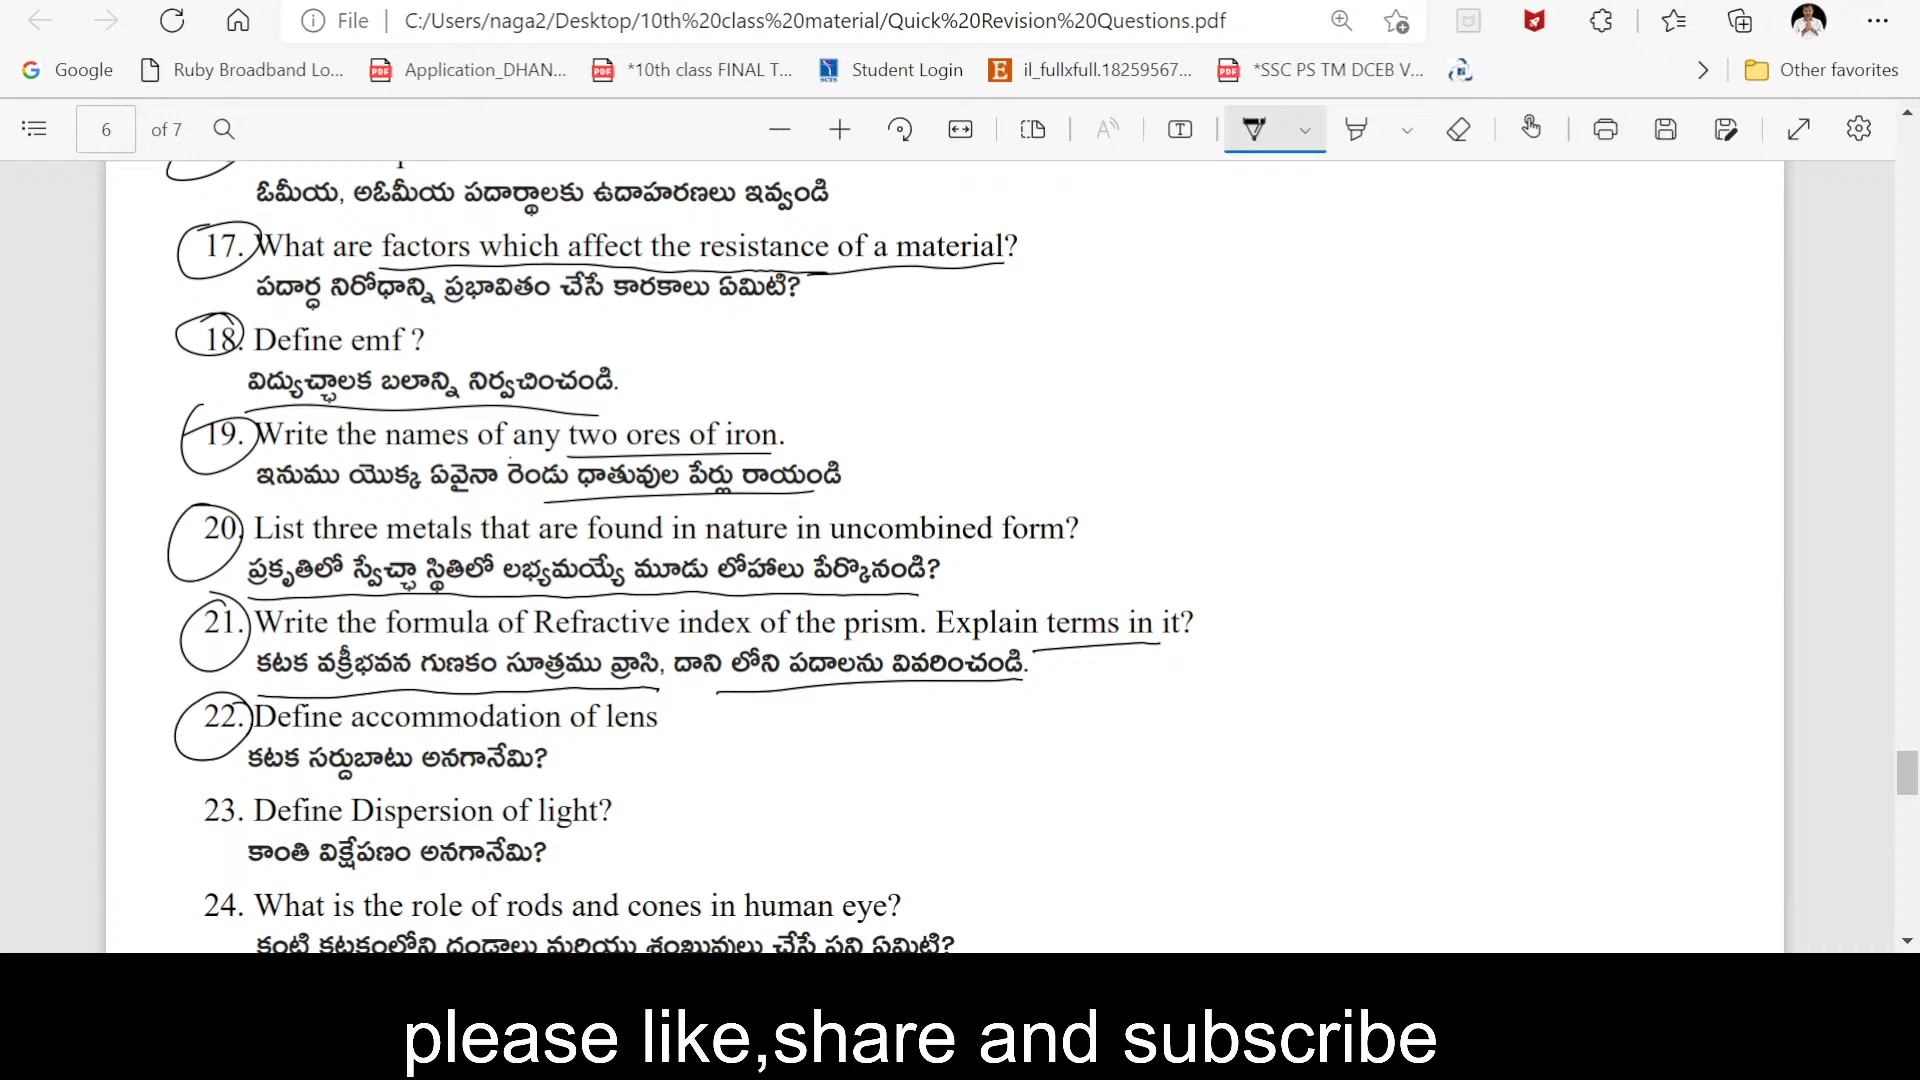 File C:/Users/naga2/Desktop/10th%20class%20material/Quick%20Revision%20Questions.pdf
Google Ruby Broadband Lo... Application_DHAN... *10th class FINAL T... Student Login il_fullxfull.18259567... *SSC PS TM DCEB V... Other favorites
6 of 7
ఓమీయ, అఓమీయ పదార్థాలకు ఉదాహరణలు ఇవ్వండి
17. What are factors which affect the resistance of a material?
పదార్ధ నిరోధాన్ని ప్రభావితం చేసే కారకాలు ఏమిటి?
18. Define emf ?
విద్యుచ్ఛాలక బలాన్ని నిర్వచించండి.
19. Write the names of any two ores of iron.
ఇనుము యొక్క ఏవైనా రెండు ధాతువుల పేర్లు రాయండి
20. List three metals that are found in nature in uncombined form?
ప్రకృతిలో స్వేచ్ఛా స్థితిలో లభ్యమయ్యే మూడు లోహాలు పేర్కొనండి?
21. Write the formula of Refractive index of the prism. Explain terms in it?
కటక వక్రీభవన గుణకం సూత్రము వ్రాసి, దాని లోని పదాలను వివరించండి.
22. Define accommodation of lens
కటక సర్దుబాటు అనగానేమి?
23. Define Dispersion of light?
కాంతి విక్షేపణం అనగానేమి?
24. What is the role of rods and cones in human eye?
కంటి కటకంలోని దండాలు మరియు శంఖువులు చేసే పని ఏమిటి?
please like,share and subscribe